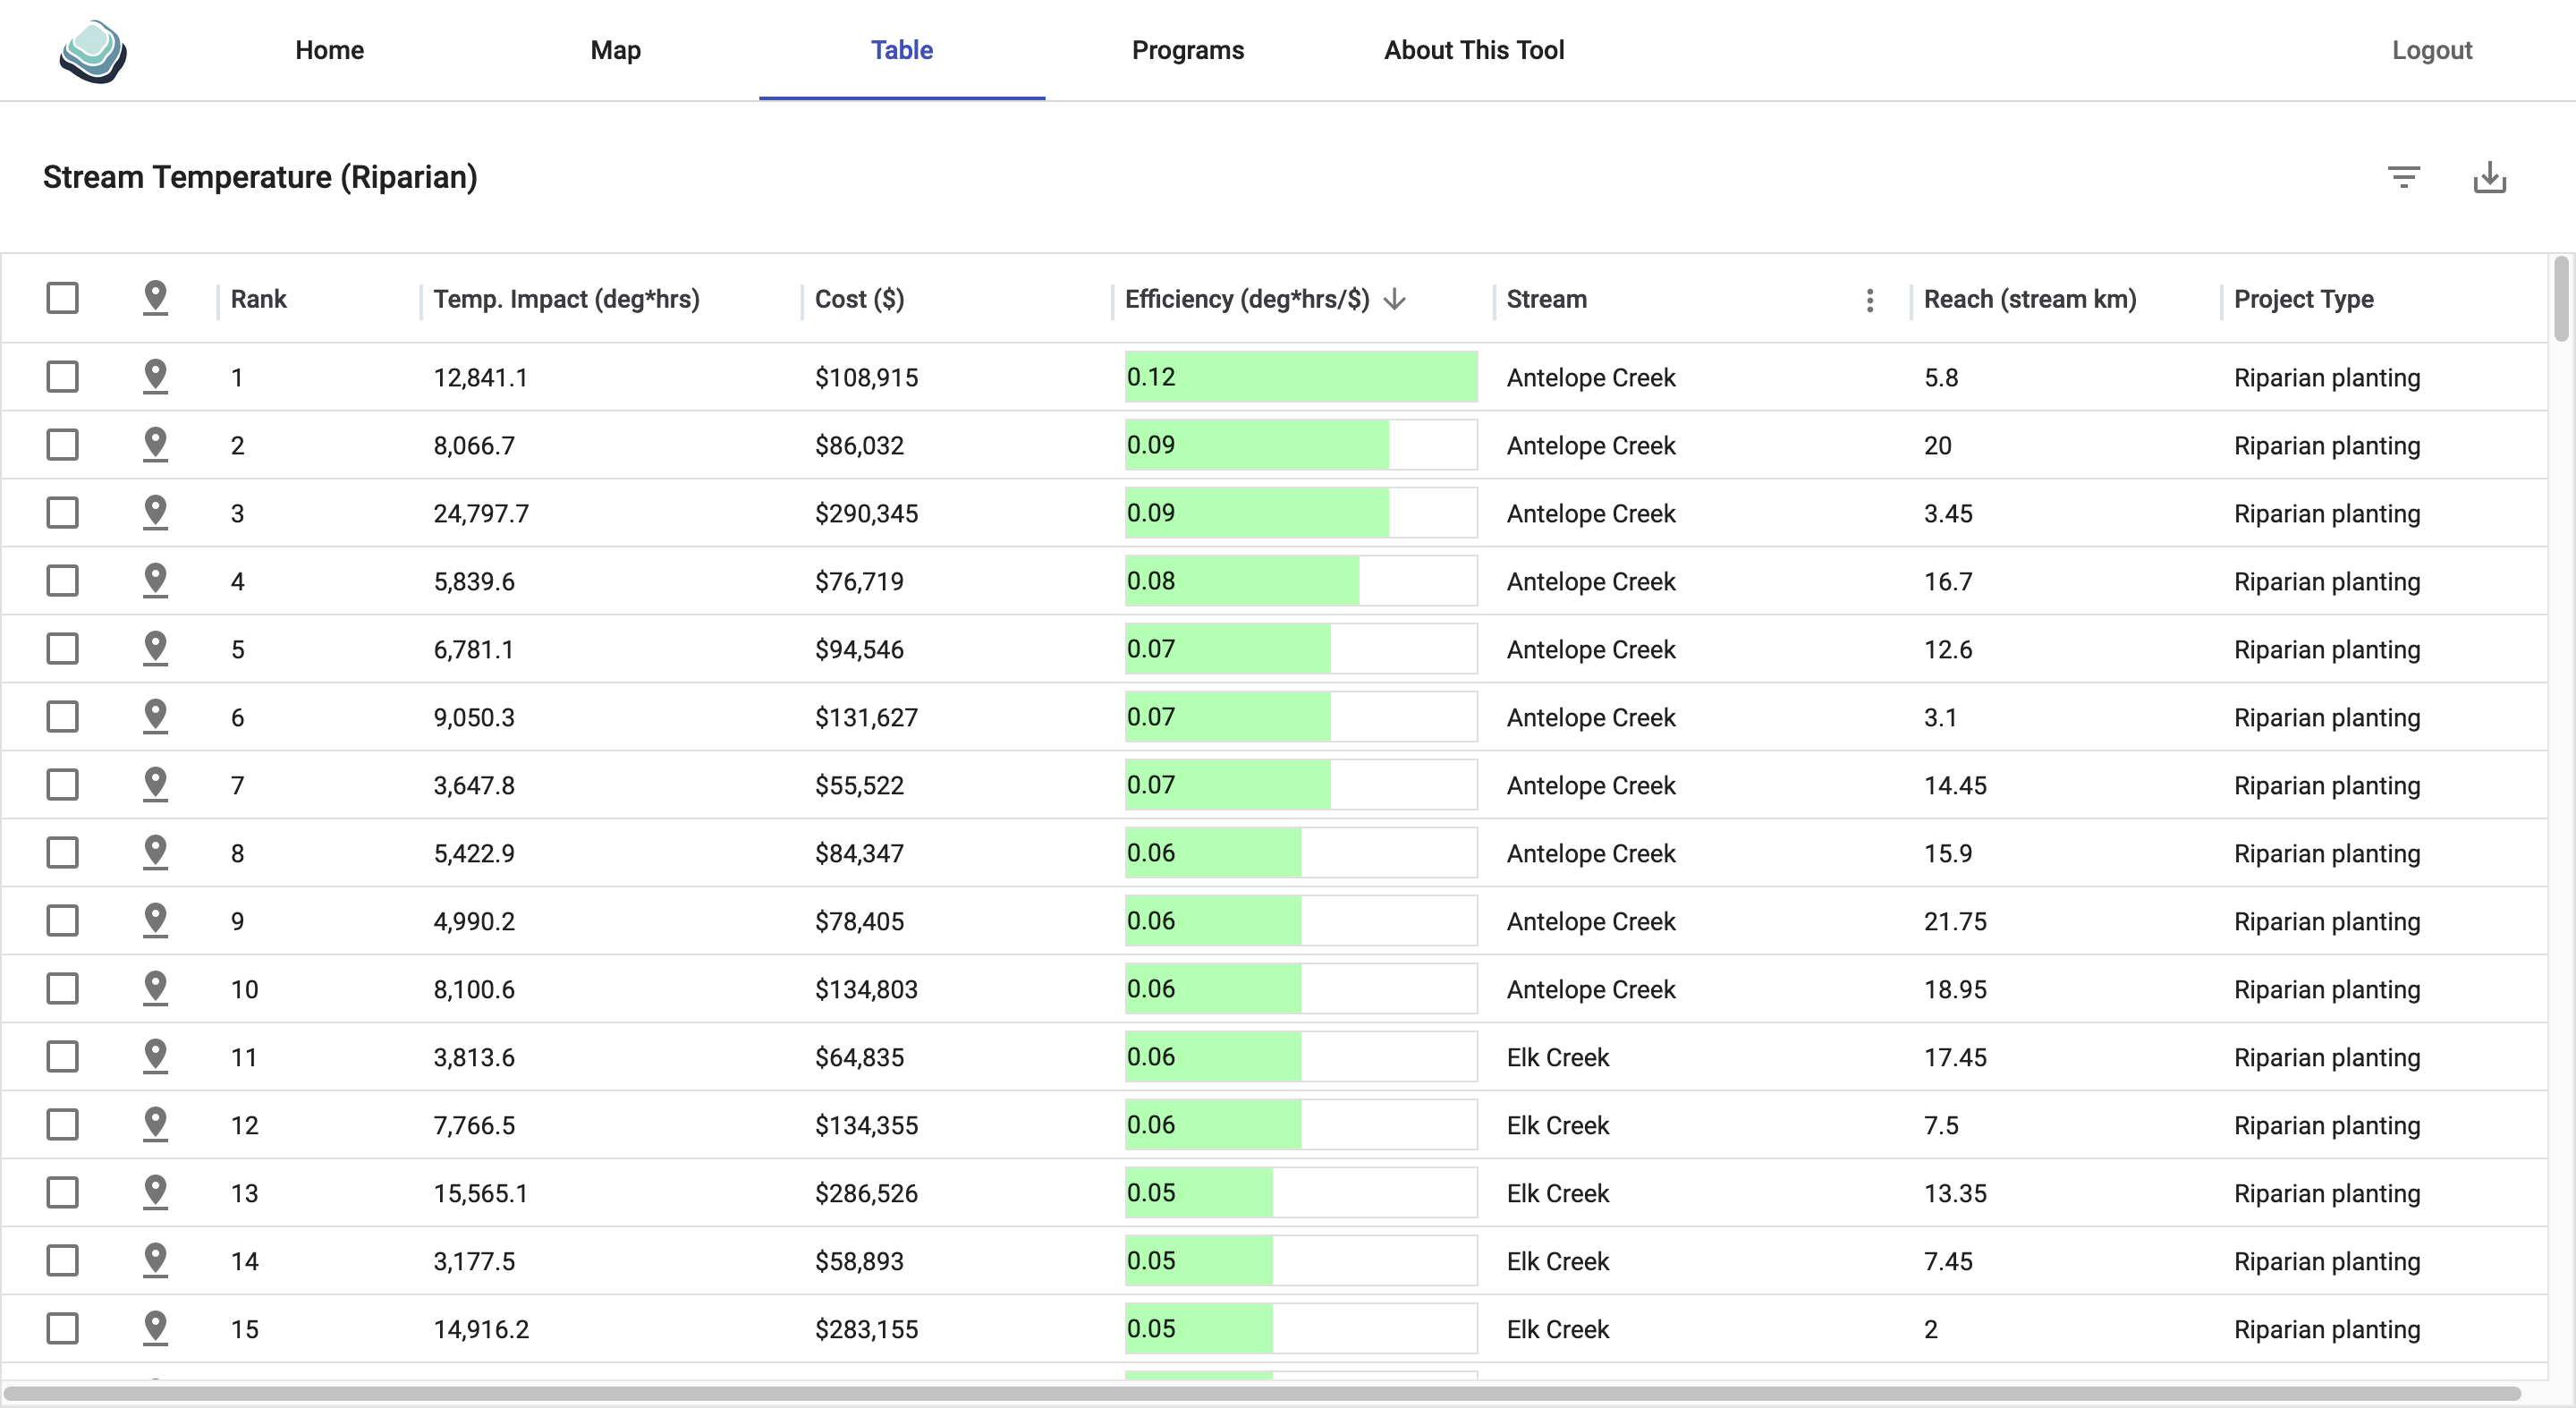 Home Map Table Programs About This Tool Logout
Stream Temperature (Riparian)
Rank Temp. Impact (deg*hrs) Cost ($) Efficiency (deg*hrs/$) Stream Reach (stream km) Project Type
1 12,841.1 $108,915 0.12 Antelope Creek 5.8 Riparian planting
2 8,066.7 $86,032 0.09 Antelope Creek 20 Riparian planting
3 24,797.7 $290,345 0.09 Antelope Creek 3.45 Riparian planting
4 5,839.6 $76,719 0.08 Antelope Creek 16.7 Riparian planting
5 6,781.1 $94,546 0.07 Antelope Creek 12.6 Riparian planting
6 9,050.3 $131,627 0.07 Antelope Creek 3.1 Riparian planting
7 3,647.8 $55,522 0.07 Antelope Creek 14.45 Riparian planting
8 5,422.9 $84,347 0.06 Antelope Creek 15.9 Riparian planting
9 4,990.2 $78,405 0.06 Antelope Creek 21.75 Riparian planting
10 8,100.6 $134,803 0.06 Antelope Creek 18.95 Riparian planting
11 3,813.6 $64,835 0.06 Elk Creek 17.45 Riparian planting
12 7,766.5 $134,355 0.06 Elk Creek 7.5 Riparian planting
13 15,565.1 $286,526 0.05 Elk Creek 13.35 Riparian planting
14 3,177.5 $58,893 0.05 Elk Creek 7.45 Riparian planting
15 14,916.2 $283,155 0.05 Elk Creek 2 Riparian planting